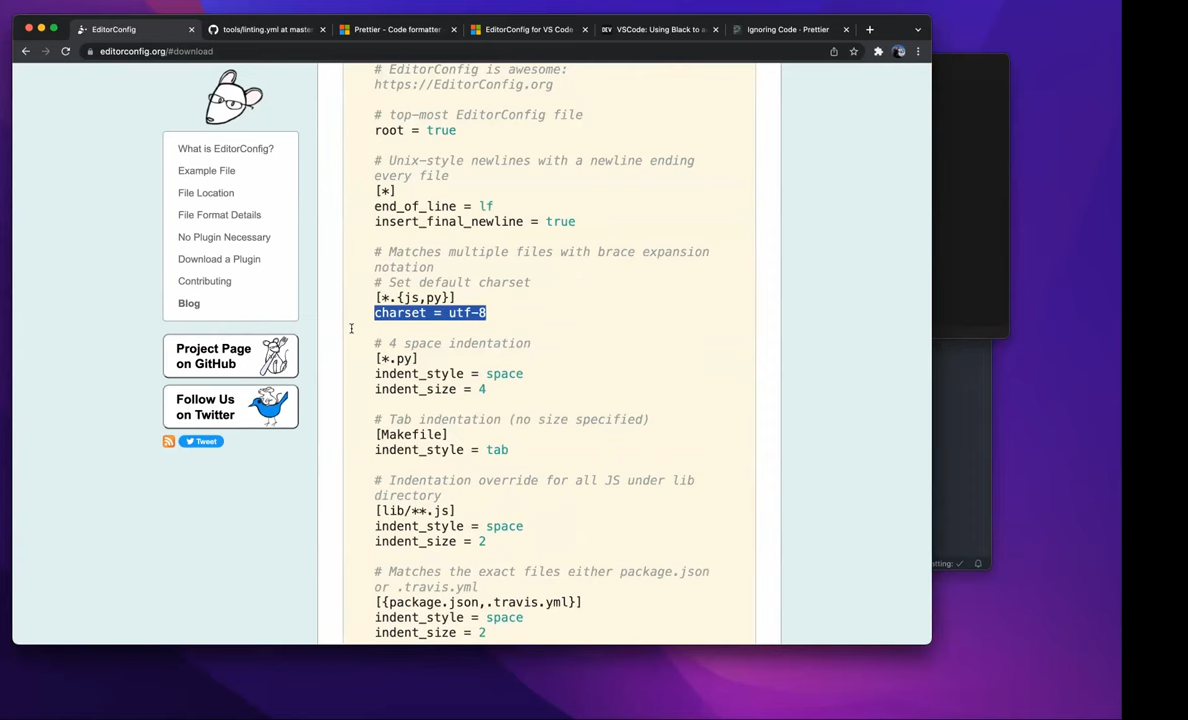 EditorConfig
tools/linting.yml at master
Prettier - Code formatter
EditorConfig for VS Code
DEV VSCode: Using Black to a
Ignoring Code · Prettier
editorconfig.org/#download
What is EditorConfig?
Example File
File Location
File Format Details
No Plugin Necessary
Download a Plugin
Contributing
Blog
Project Page
on GitHub
Follow Us
on Twitter
Tweet
# EditorConfig is awesome:
https://EditorConfig.org
# top-most EditorConfig file
root = true
# Unix-style newlines with a newline ending
every file
[*]
end_of_line = lf
insert_final_newline = true
# Matches multiple files with brace expansion
notation
# Set default charset
[*.{js,py}]
charset = utf-8
# 4 space indentation
[*.py]
indent_style = space
indent_size = 4
# Tab indentation (no size specified)
[Makefile]
indent_style = tab
# Indentation override for all JS under lib
directory
[lib/**.js]
indent_style = space
indent_size = 2
# Matches the exact files either package.json
or .travis.yml
[{package.json,.travis.yml}]
indent_style = space
indent_size = 2
tting: ✓